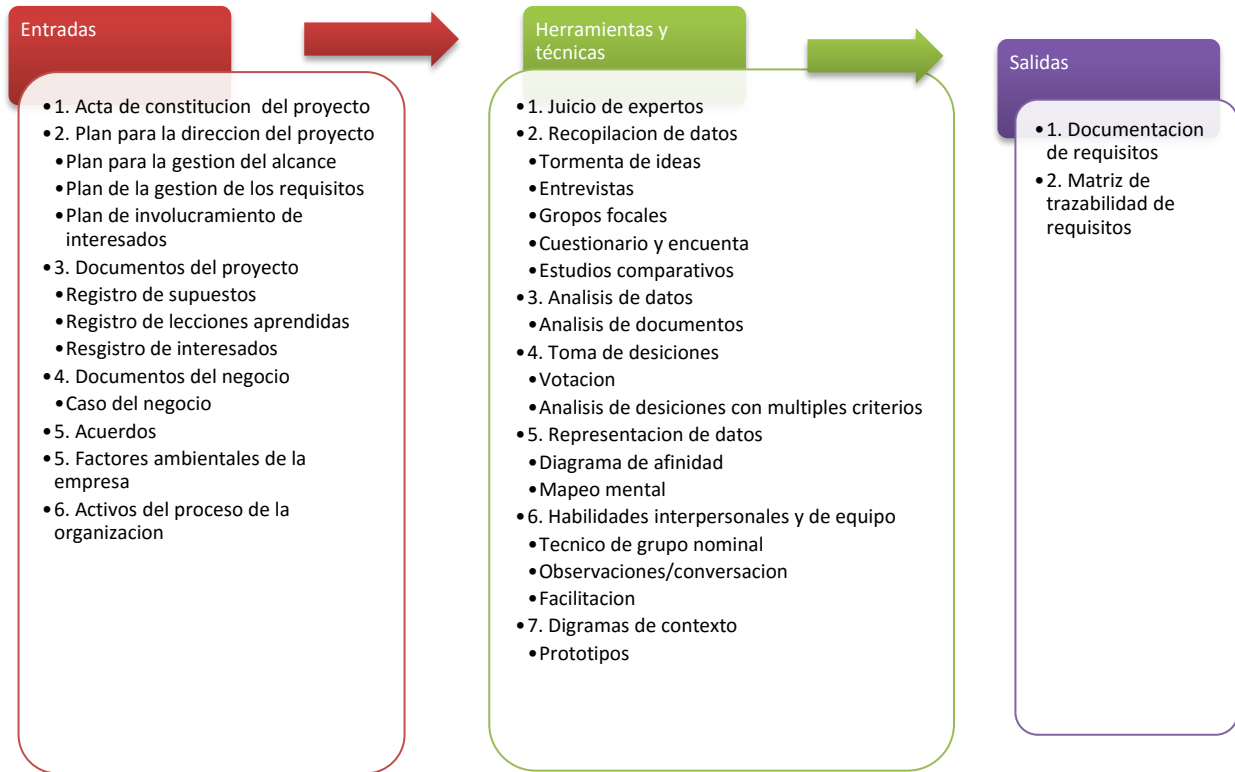 Entradas
•1. Acta de constitucion  del proyecto
•2. Plan para la direccion del proyecto
•Plan para la gestion del alcance
•Plan de la gestion de los requisitos
•Plan de involucramiento de
interesados
•3. Documentos del proyecto
•Registro de supuestos
•Registro de lecciones aprendidas
•Resgistro de interesados
•4. Documentos del negocio
•Caso del negocio
•5. Acuerdos
•5. Factores ambientales de la
empresa
•6. Activos del proceso de la
organizacion
Herramientas y
técnicas
•1. Juicio de expertos
•2. Recopilacion de datos
•Tormenta de ideas
•Entrevistas
•Gropos focales
•Cuestionario y encuenta
•Estudios comparativos
•3. Analisis de datos
•Analisis de documentos
•4. Toma de desiciones
•Votacion
•Analisis de desiciones con multiples criterios
•5. Representacion de datos
•Diagrama de afinidad
•Mapeo mental
•6. Habilidades interpersonales y de equipo
•Tecnico de grupo nominal
•Observaciones/conversacion
•Facilitacion
•7. Digramas de contexto
•Prototipos
Salidas
•1. Documentacion
de requisitos
•2. Matriz de
trazabilidad de
requisitos